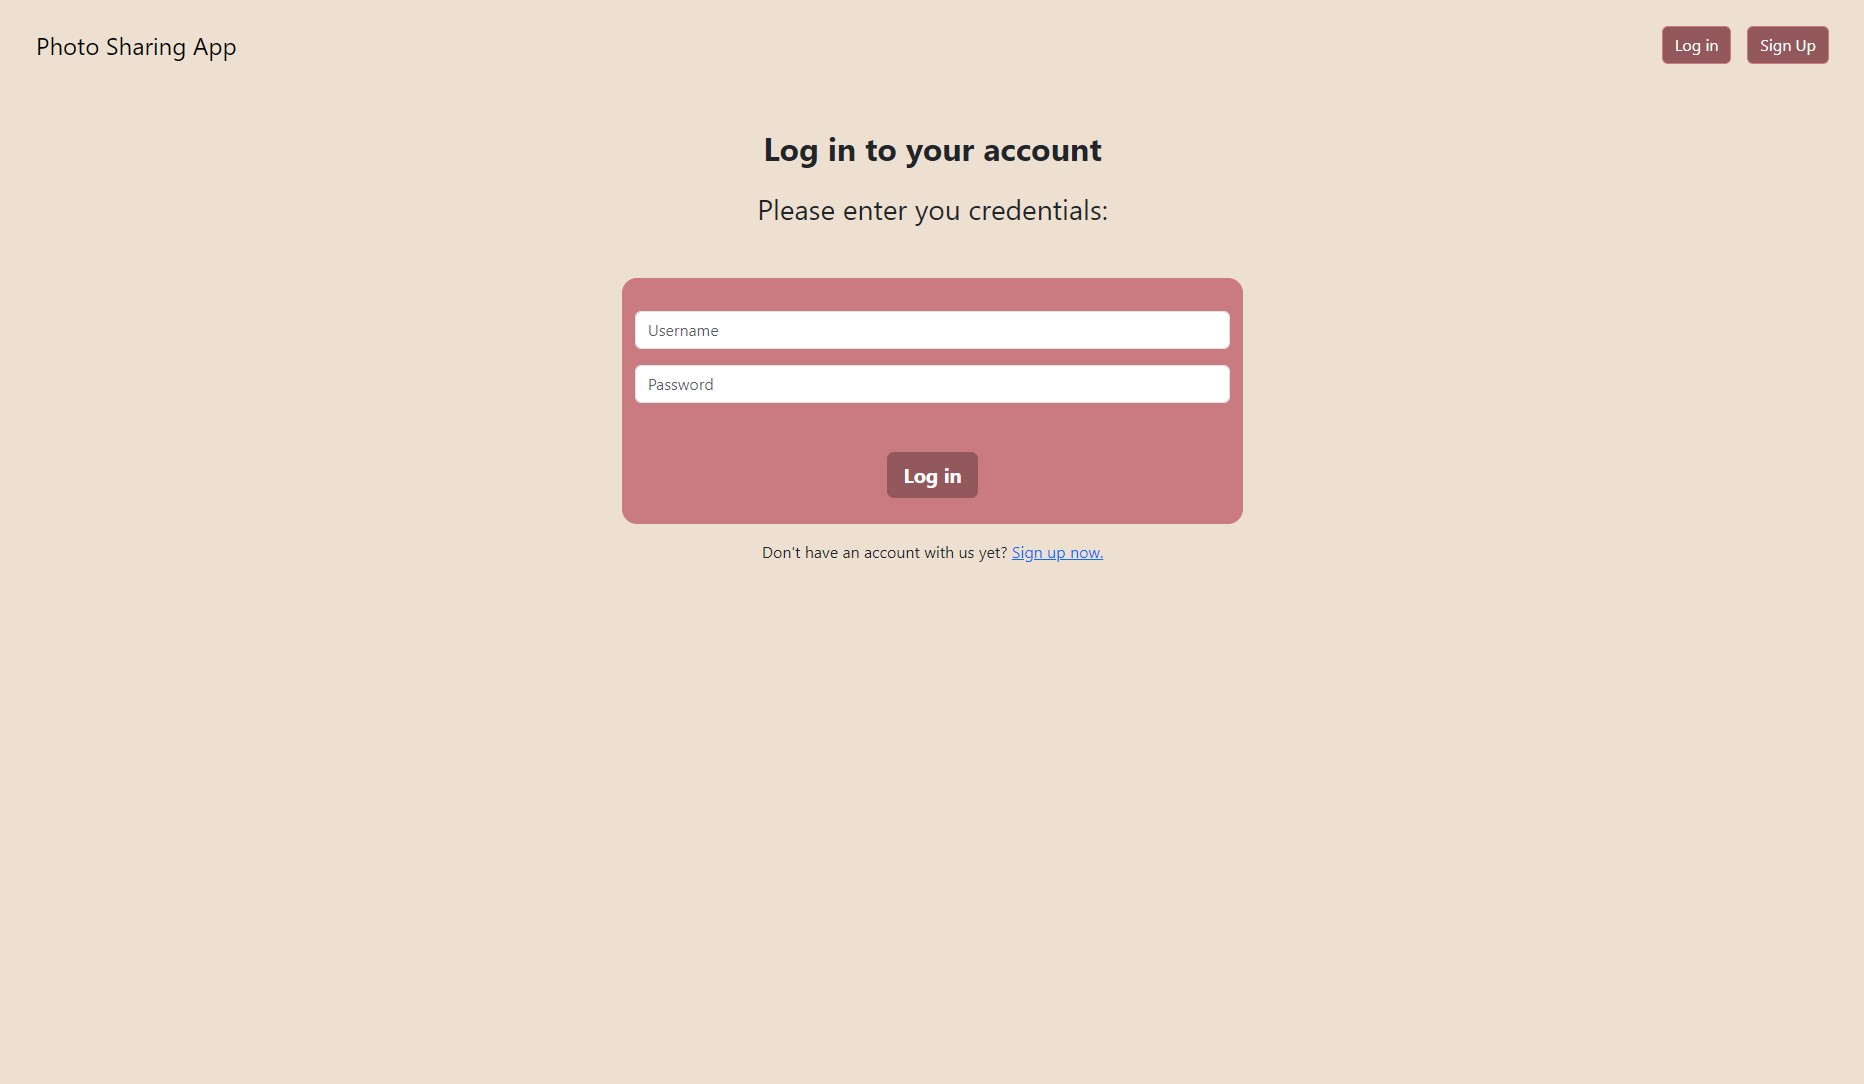 Photo Sharing App
Log in
Sign Up
Log in to your account
Please enter you credentials:
Username
Password
Log in
Don't have an account with us yet? Sign up now.